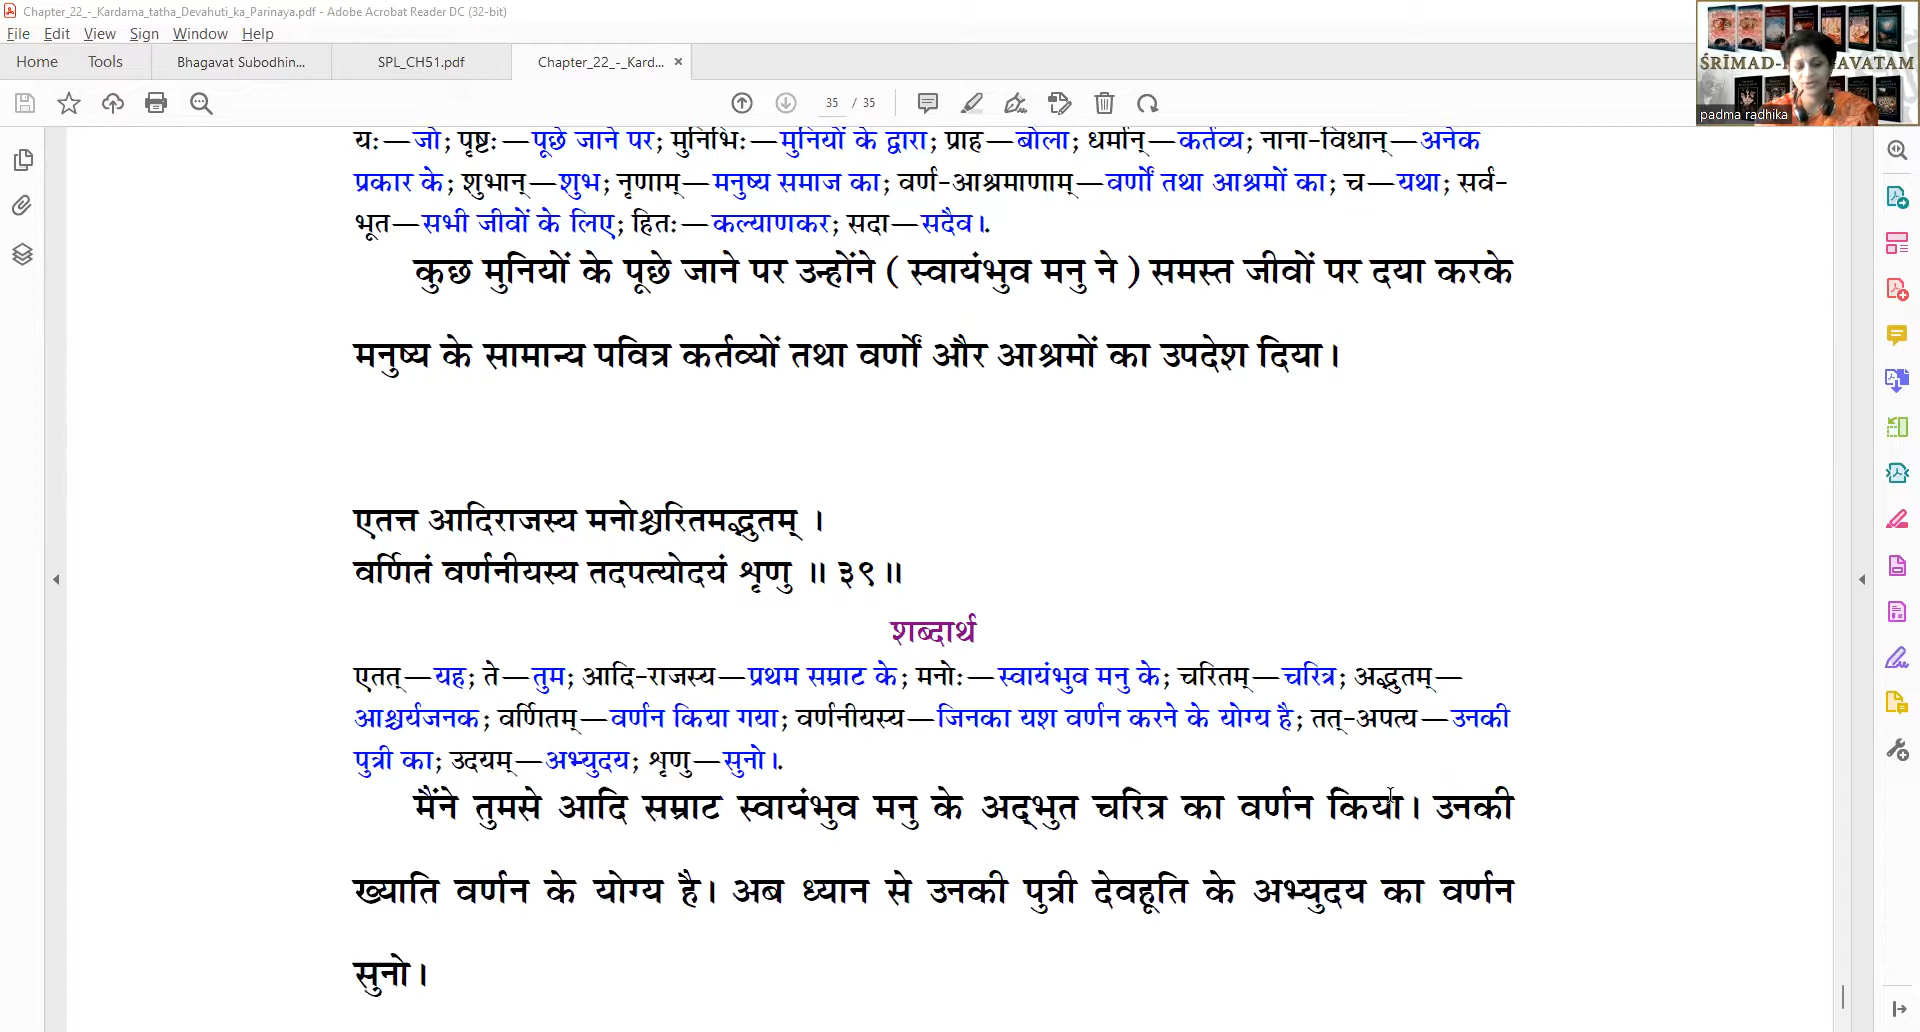 Chapter_22_-_Kardama_tatha_Devahuti_ka_Parinaya.pdf - Adobe Acrobat Reader DC (32-bit)
File Edit View Sign Window Help
Home Tools Bhagavat Subodhin... SPL_CH51.pdf Chapter_22_-_Kard... ×
35 / 35
ŚRĪMAD-
AVATAM
padma radhika
यः—जो; पृष्टः—पूछे जाने पर; मुनिभिः—मुनियों के द्वारा; प्राह—बोला; धर्मान्—कर्तव्य; नाना-विधान्—अनेक
प्रकार के; शुभान्—शुभ; नृणाम्—मनुष्य समाज का; वर्ण-आश्रमाणाम्—वर्णों तथा आश्रमों का; च—यथा; सर्व-
भूत—सभी जीवों के लिए; हितः—कल्याणकर; सदा—सदैव।.
कुछ मुनियों के पूछे जाने पर उन्होंने ( स्वायंभुव मनु ने ) समस्त जीवों पर दया करके
मनुष्य के सामान्य पवित्र कर्तव्यों तथा वर्णों और आश्रमों का उपदेश दिया।
एतत्त आदिराजस्य मनोश्चरितमद्भुतम् ।
वर्णितं वर्णनीयस्य तदपत्योदयं शृणु ॥ ३९॥
शब्दार्थ
एतत्—यह; ते—तुम; आदि-राजस्य—प्रथम सम्राट के; मनोः—स्वायंभुव मनु के; चरितम्—चरित्र; अद्भुतम्—
आश्चर्यजनक; वर्णितम्—वर्णन किया गया; वर्णनीयस्य—जिनका यश वर्णन करने के योग्य है; तत्-अपत्य—उनकी
पुत्री का; उदयम्—अभ्युदय; शृणु—सुनो।.
मैंने तुमसे आदि सम्राट स्वायंभुव मनु के अद्‌भुत चरित्र का वर्णन किया। उनकी
ख्याति वर्णन के योग्य है। अब ध्यान से उनकी पुत्री देवहूति के अभ्युदय का वर्णन
सुनो।